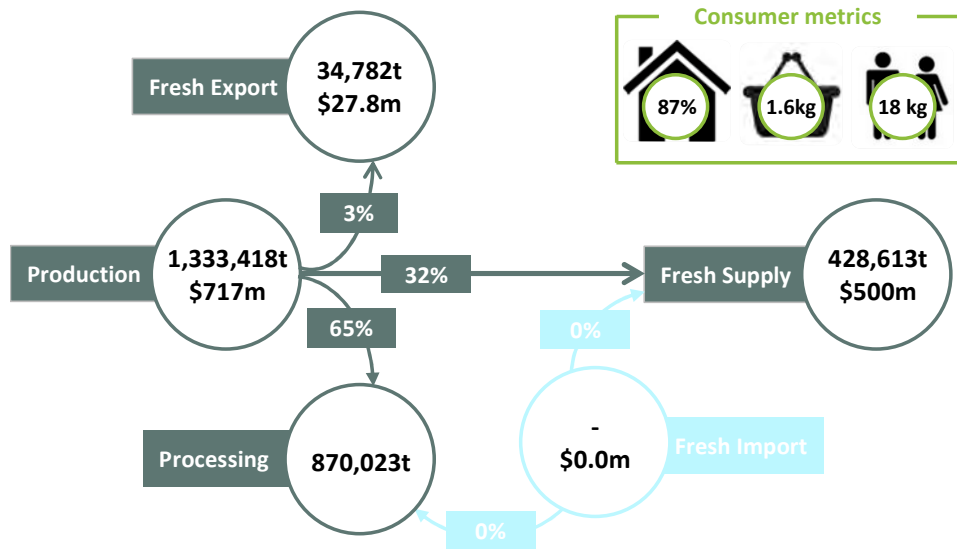 Consumer metrics
87%
1.6kg
18 kg
Fresh Export
34,782t
$27.8m
3%
Production
1,333,418t
$717m
32%
Fresh Supply
428,613t
$500m
65%
0%
Processing
870,023t
-
$0.0m
Fresh Import
0%